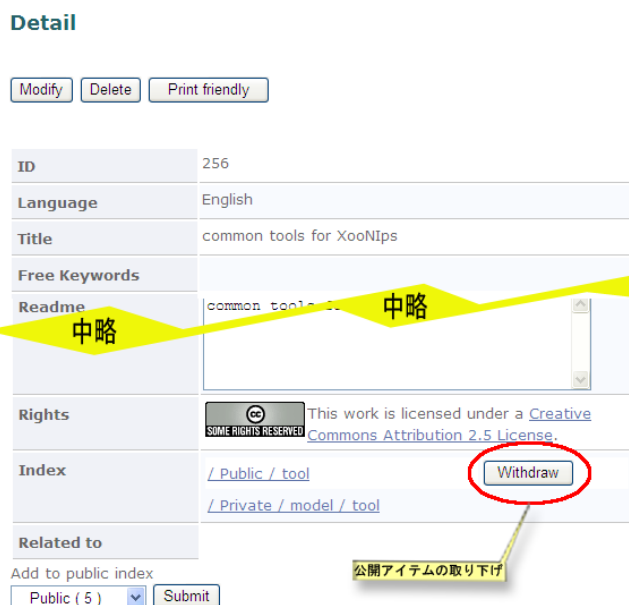 Detail
Modify Delete Print friendly
ID 256
Language English
Title common tools for XooNIps
Free Keywords
Readme common tools
中略 中略
Rights cc SOME RIGHTS RESERVED This work is licensed under a Creative
Commons Attribution 2.5 License.
Index / Public / tool Withdraw
/ Private / model / tool
公開アイテムの取り下げ
Related to
Add to public index
Public ( 5 ) Submit